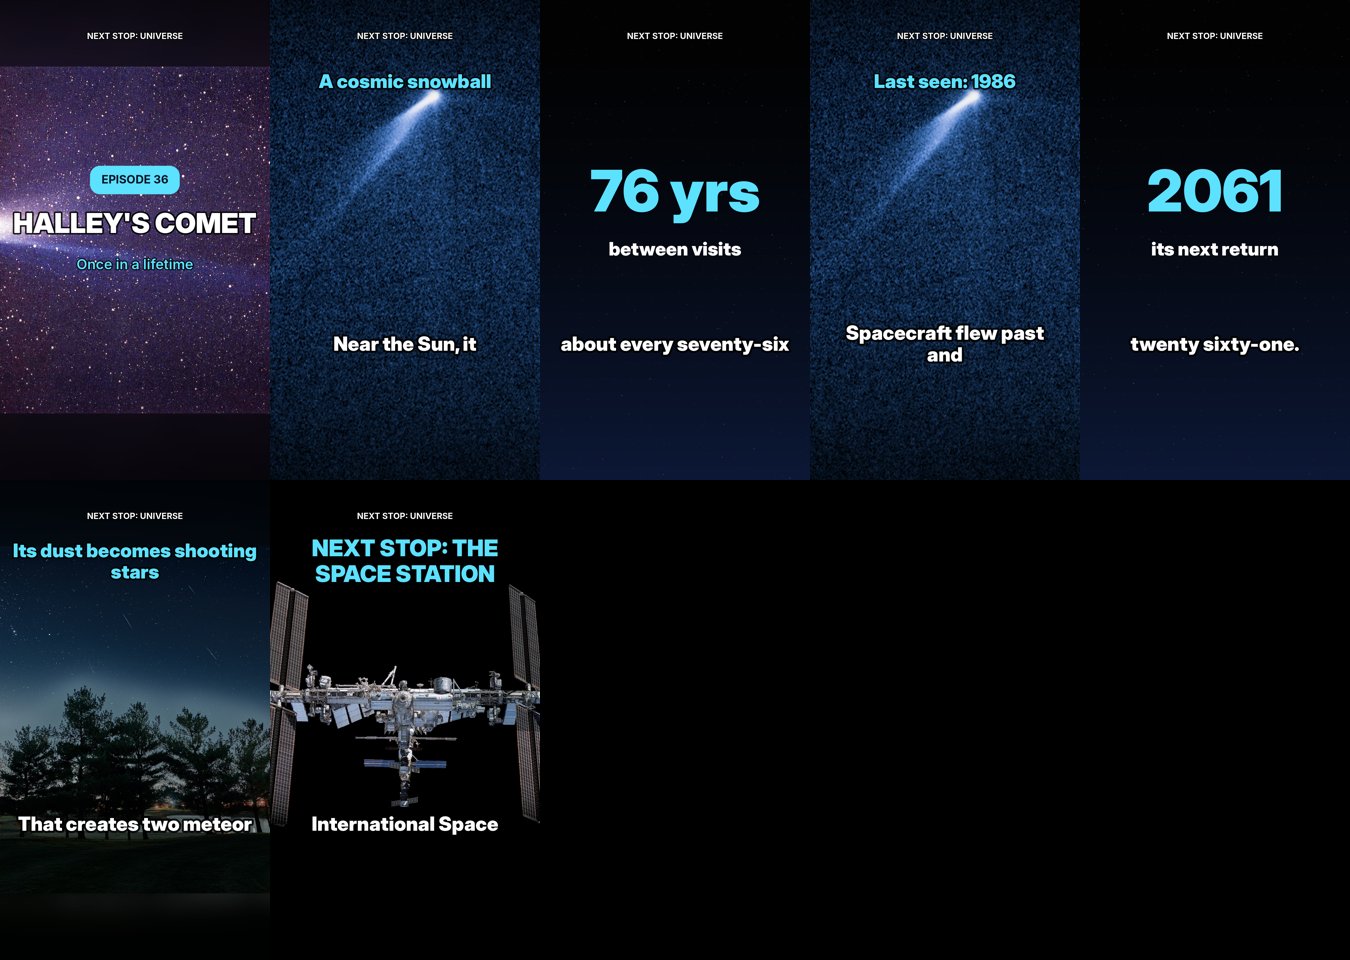 NEXT STOP: UNIVERSE
EPISODE 36
HALLEY'S COMET
Once in a lifetime
NEXT STOP: UNIVERSE
A cosmic snowball
Near the Sun, it
NEXT STOP: UNIVERSE
76 yrs
between visits
about every seventy-six
NEXT STOP: UNIVERSE
Last seen: 1986
Spacecraft flew past
and
NEXT STOP: UNIVERSE
2061
its next return
twenty sixty-one.
NEXT STOP: UNIVERSE
Its dust becomes shooting
stars
That creates two meteor
NEXT STOP: UNIVERSE
NEXT STOP: THE
SPACE STATION
International Space